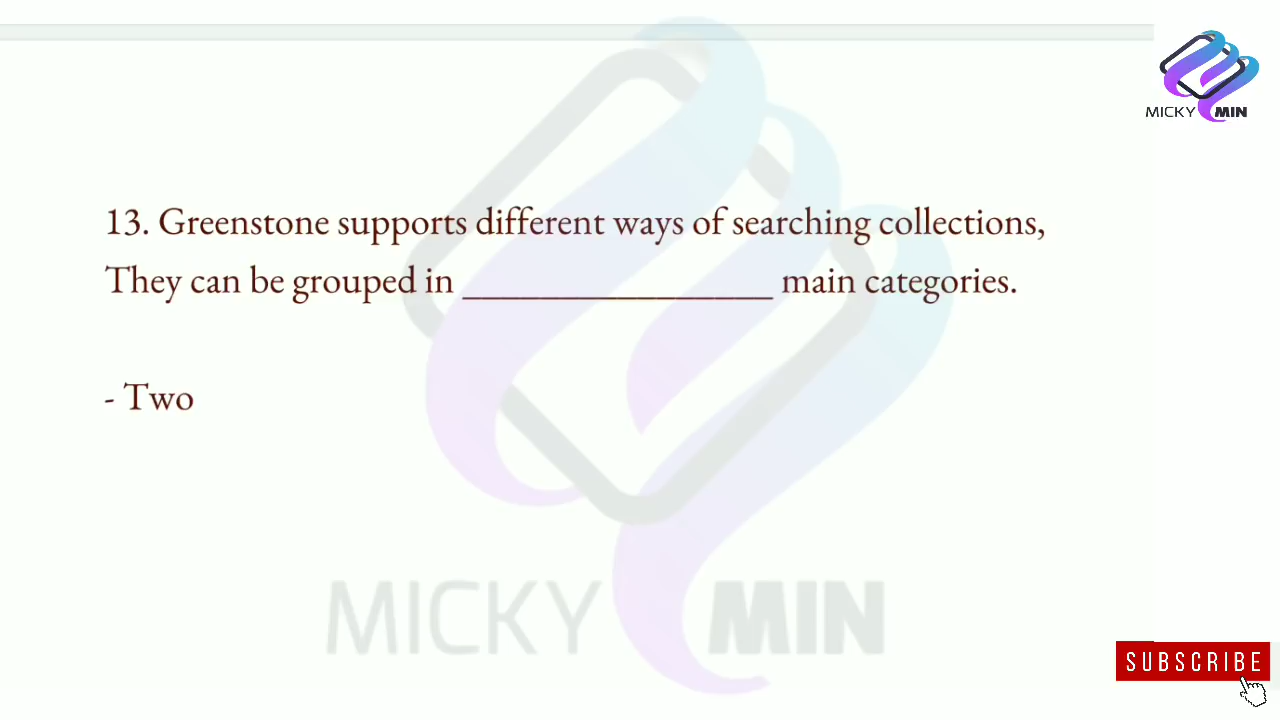 MICKY MIN
13. Greenstone supports different ways of searching collections,
They can be grouped in ________________ main categories.
- Two
MICKY MIN
SUBSCRIBE